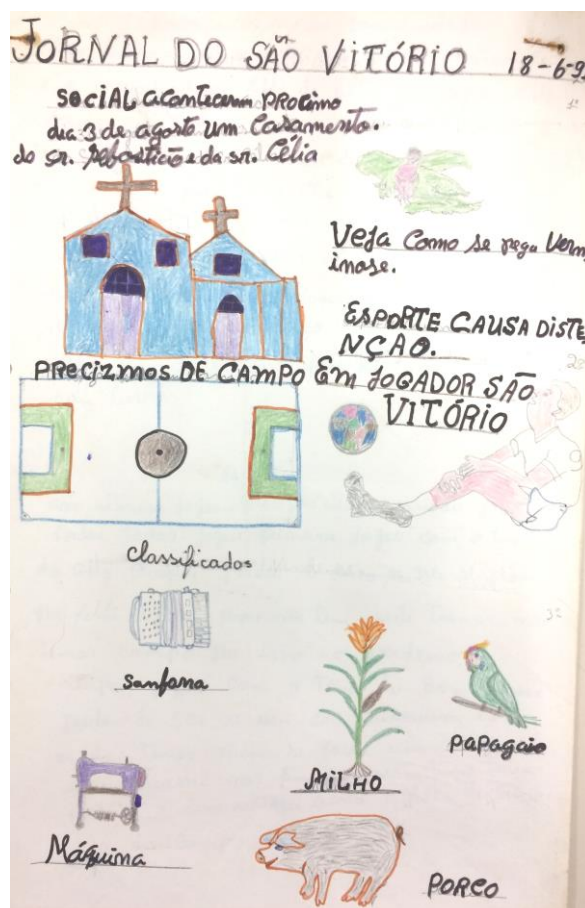 JORNAL DO SÃO VITÓRIO 18-6-9
SOCIAL acontecerum PROCimo
dia 3 de agosto um Casamento.
do sr. Sebastião e da sr. Célia
Veja Como se pega Verm
inose.
ESPORTE CAUSA DISTE
NÇÃO.
PRECIZMOS DE CAMPO Em JOGADOR SÃO
VITÓRIO
Classificados
Sanfona
MILHO
PAPAGAIO
Máquina
PORCO